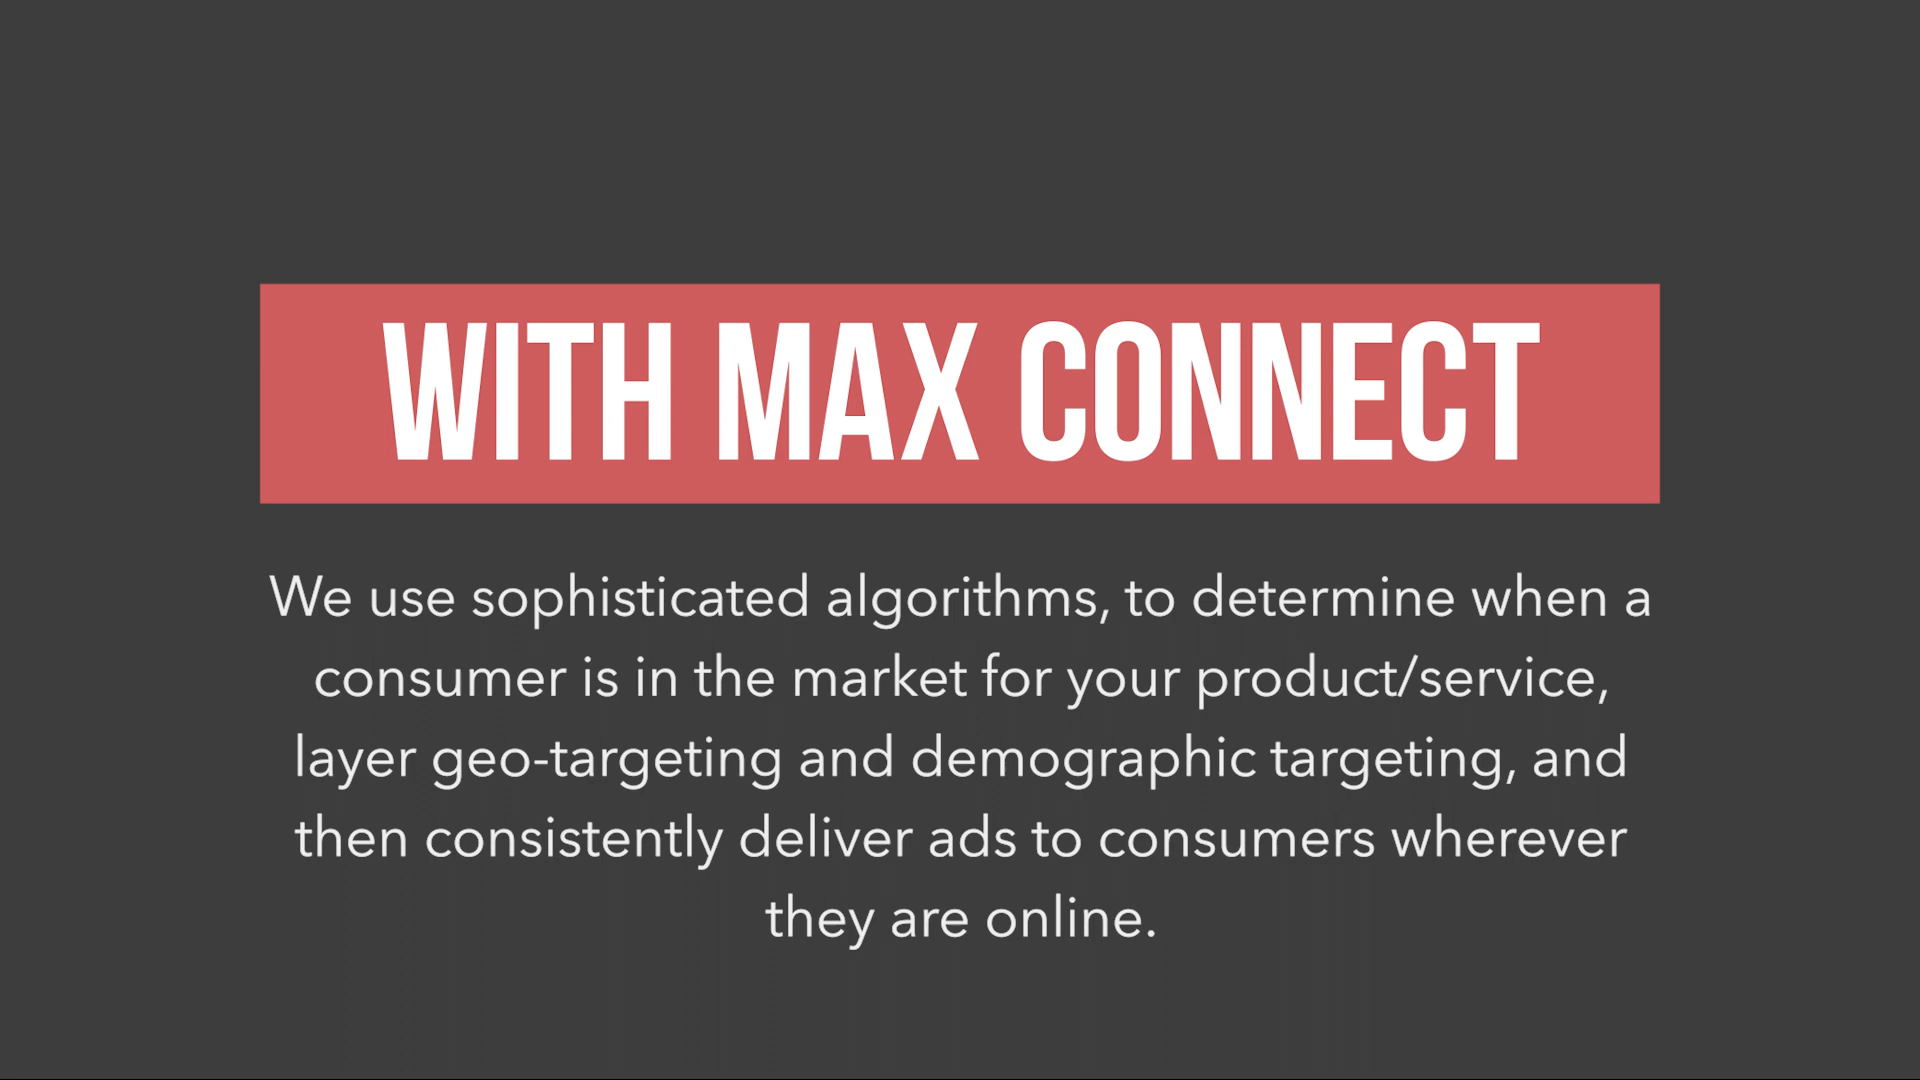 WITH MAX CONNECT
We use sophisticated algorithms, to determine when a
consumer is in the market for your product/service,
layer geo-targeting and demographic targeting, and
then consistently deliver ads to consumers wherever
they are online.